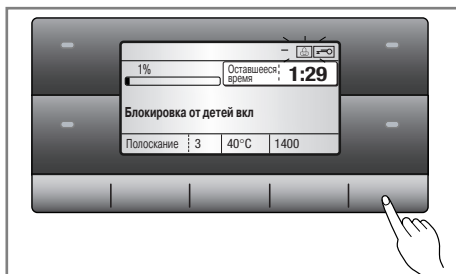 1%
Оставшееся
время
1:29
Блокировка от детей вкл
Полоскание 3 40°C 1400